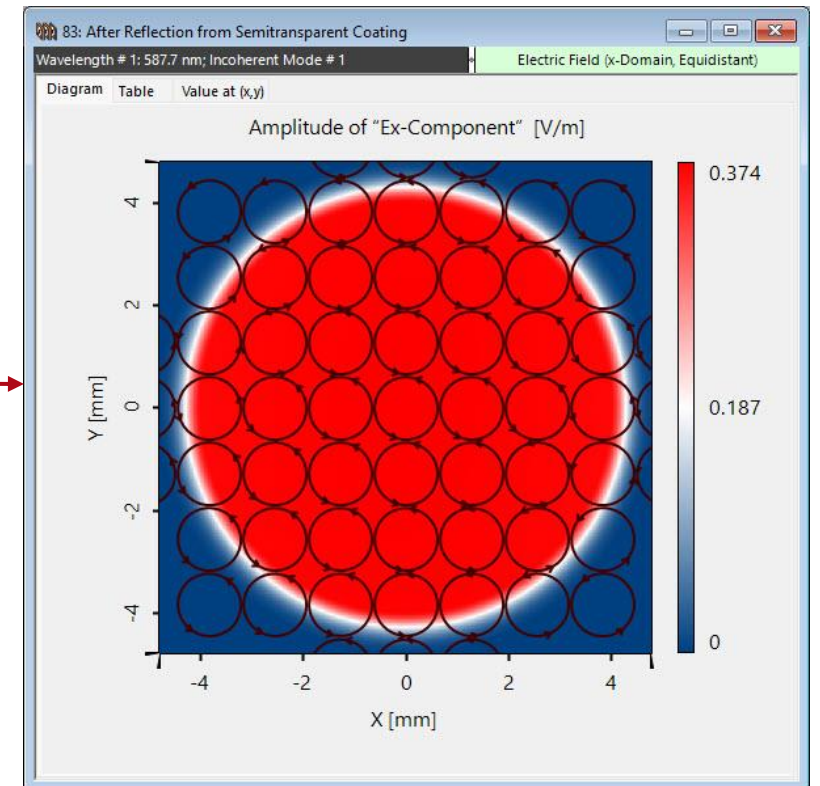 83: After Reflection from Semitransparent Coating
Wavelength # 1: 587.7 nm; Incoherent Mode # 1
Electric Field (x-Domain, Equidistant)
Diagram Table Value at (x,y)
Amplitude of "Ex-Component" [V/m]
0.374
0.187
0
4
2
0
-2
-4
Y [mm]
-4 -2 0 2 4
X [mm]